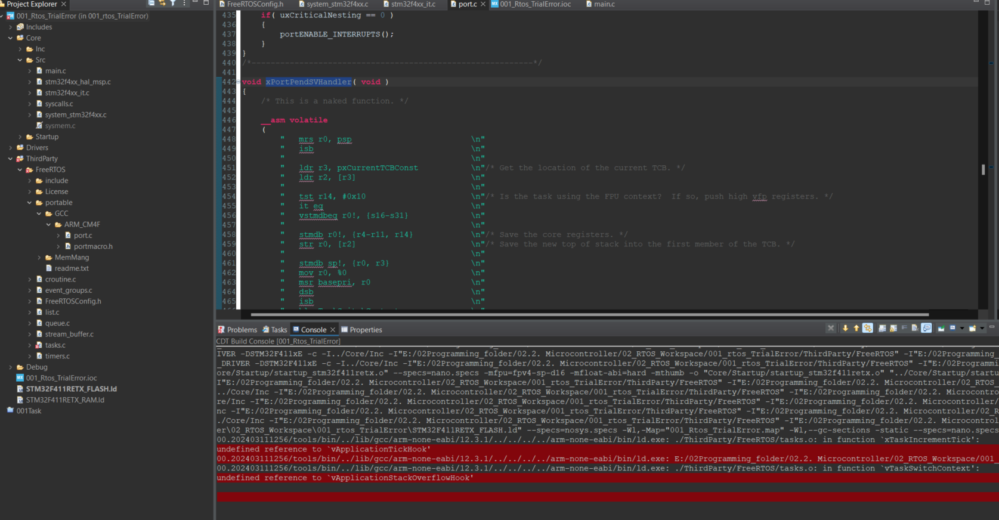 Project Explorer
001_Rtos_TrialError (in 001_rtos_TrialError)
Includes
Core
Inc
Src
main.c
stm32f4xx_hal_msp.c
stm32f4xx_it.c
syscalls.c
system_stm32f4xx.c
sysmem.c
Startup
Drivers
ThirdParty
FreeRTOS
include
License
portable
GCC
ARM_CM4F
port.c
portmacro.h
MemMang
readme.txt
croutine.c
event_groups.c
FreeRTOSConfig.h
list.c
queue.c
stream_buffer.c
tasks.c
timers.c
Debug
001_Rtos_TrialError.ioc
STM32F411RETX_FLASH.ld
STM32F411RETX_RAM.ld
001Task
FreeRTOSConfig.h system_stm32f4xx.c stm32f4xx_it.c port.c 001_Rtos_TrialError.ioc main.c
435 if( uxCriticalNesting == 0 )
436 {
437 portENABLE_INTERRUPTS();
438 }
439 }
440 /*-----------------------------------------------------------*/
441
442 void xPortPendSVHandler( void )
443 {
444 /* This is a naked function. */
445
446 __asm volatile
447 (
448 " mrs r0, psp \n"
449 " isb \n"
450 " \n"
451 " ldr r3, pxCurrentTCBConst \n"/* Get the location of the current TCB. */
452 " ldr r2, [r3] \n"
453 " \n"
454 " tst r14, #0x10 \n"/* Is the task using the FPU context?  If so, push high vfp registers. */
455 " it eq \n"
456 " vstmdbeq r0!, {s16-s31} \n"
457 " \n"
458 " stmdb r0!, {r4-r11, r14} \n"/* Save the core registers. */
459 " str r0, [r2] \n"/* Save the new top of stack into the first member of the TCB. */
460 " \n"
461 " stmdb sp!, {r0, r3} \n"
462 " mov r0, %0 \n"
463 " msr basepri, r0 \n"
464 " dsb \n"
465 " isb \n"
Problems Tasks Console Properties
CDT Build Console [001_Rtos_TrialError]
IVER -DSTM32F411xE -c -I../Core/Inc -I"E:/02Programming_folder/02.2. Microcontroller/02_RTOS_Workspace/001_rtos_TrialError/ThirdParty/FreeRTOS" -I"E:/02Programming_
_DRIVER -DSTM32F411xE -c -I../Core/Inc -I"E:/02Programming_folder/02.2. Microcontroller/02_RTOS_Workspace/001_rtos_TrialError/ThirdParty/FreeRTOS" -I"E:/02Programmi
ore/Startup/startup_stm32f411retx.o" --specs=nano.specs -mfpu=fpv4-sp-d16 -mfloat-abi=hard -mthumb -o "Core/Startup/startup_stm32f411retx.o" "../Core/Startup/startu
I"E:/02Programming_folder/02.2. Microcontroller/02_RTOS_Workspace/001_rtos_TrialError/ThirdParty/FreeRTOS" -I"E:/02Programming_folder/02.2. Microcontroller/02_RTOS_
../Core/Inc -I"E:/02Programming_folder/02.2. Microcontroller/02_RTOS_Workspace/001_rtos_TrialError/ThirdParty/FreeRTOS" -I"E:/02Programming_folder/02.2. Microcontro
re/Inc -I"E:/02Programming_folder/02.2. Microcontroller/02_RTOS_Workspace/001_rtos_TrialError/ThirdParty/FreeRTOS" -I"E:/02Programming_folder/02.2. Microcontroller/
nc -I"E:/02Programming_folder/02.2. Microcontroller/02_RTOS_Workspace/001_rtos_TrialError/ThirdParty/FreeRTOS" -I"E:/02Programming_folder/02.2. Microcontroller/02_R
./Core/Inc -I"E:/02Programming_folder/02.2. Microcontroller/02_RTOS_Workspace/001_rtos_TrialError/ThirdParty/FreeRTOS" -I"E:/02Programming_folder/02.2. Microcontrol
er\02_RTOS_Workspace\001_rtos_TrialError\STM32F411RETX_FLASH.ld" --specs=nosys.specs -Wl,-Map="001_Rtos_TrialError.map" -Wl,--gc-sections -static --specs=nano.specs
00.202403111256/tools/bin/../lib/gcc/arm-none-eabi/12.3.1/../../../../arm-none-eabi/bin/ld.exe: ./ThirdParty/FreeRTOS/tasks.o: in function `xTaskIncrementTick':
undefined reference to `vApplicationTickHook'
00.202403111256/tools/bin/../lib/gcc/arm-none-eabi/12.3.1/../../../../arm-none-eabi/bin/ld.exe: E:/02Programming_folder/02.2. Microcontroller/02_RTOS_Workspace/001_
00.202403111256/tools/bin/../lib/gcc/arm-none-eabi/12.3.1/../../../../arm-none-eabi/bin/ld.exe: ./ThirdParty/FreeRTOS/tasks.o: in function `vTaskSwitchContext':
undefined reference to `vApplicationStackOverflowHook'